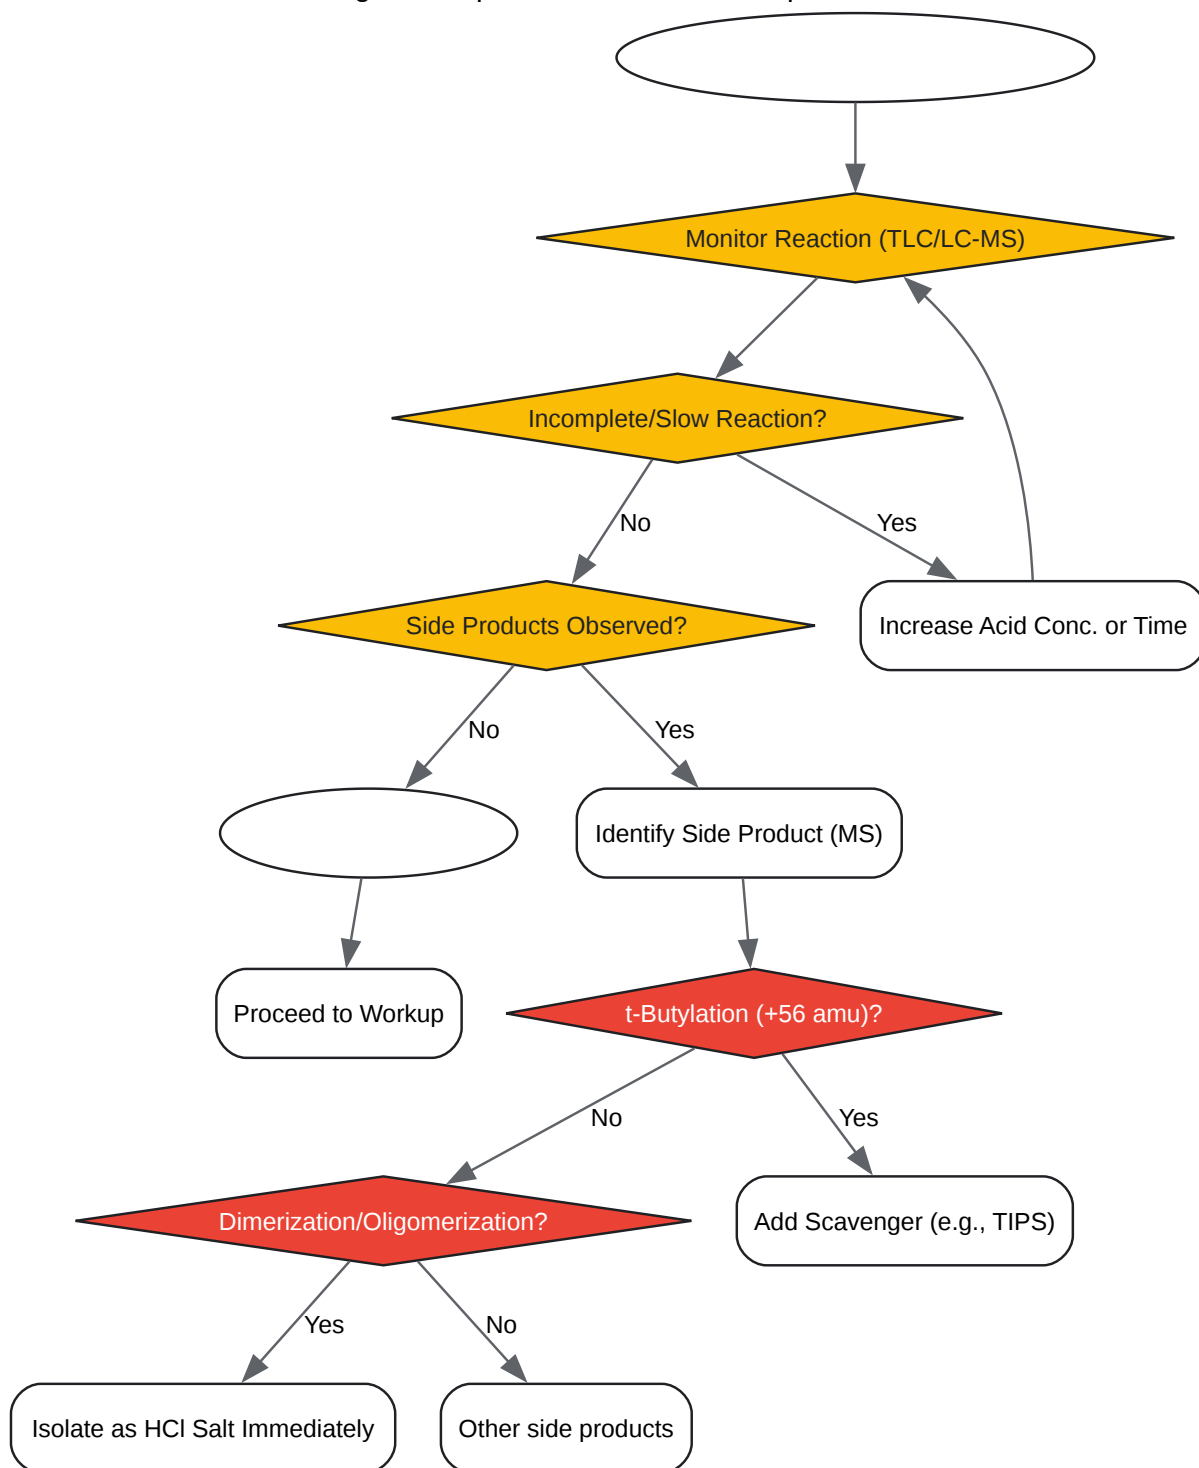 Monitor Reaction (TLC/LC-MS)
Incomplete/Slow Reaction?
No
Yes
Side Products Observed?
Increase Acid Conc. or Time
No
Yes
Identify Side Product (MS)
Proceed to Workup
t-Butylation (+56 amu)?
No
Yes
Dimerization/Oligomerization?
Add Scavenger (e.g., TIPS)
Yes
No
Isolate as HCl Salt Immediately
Other side products